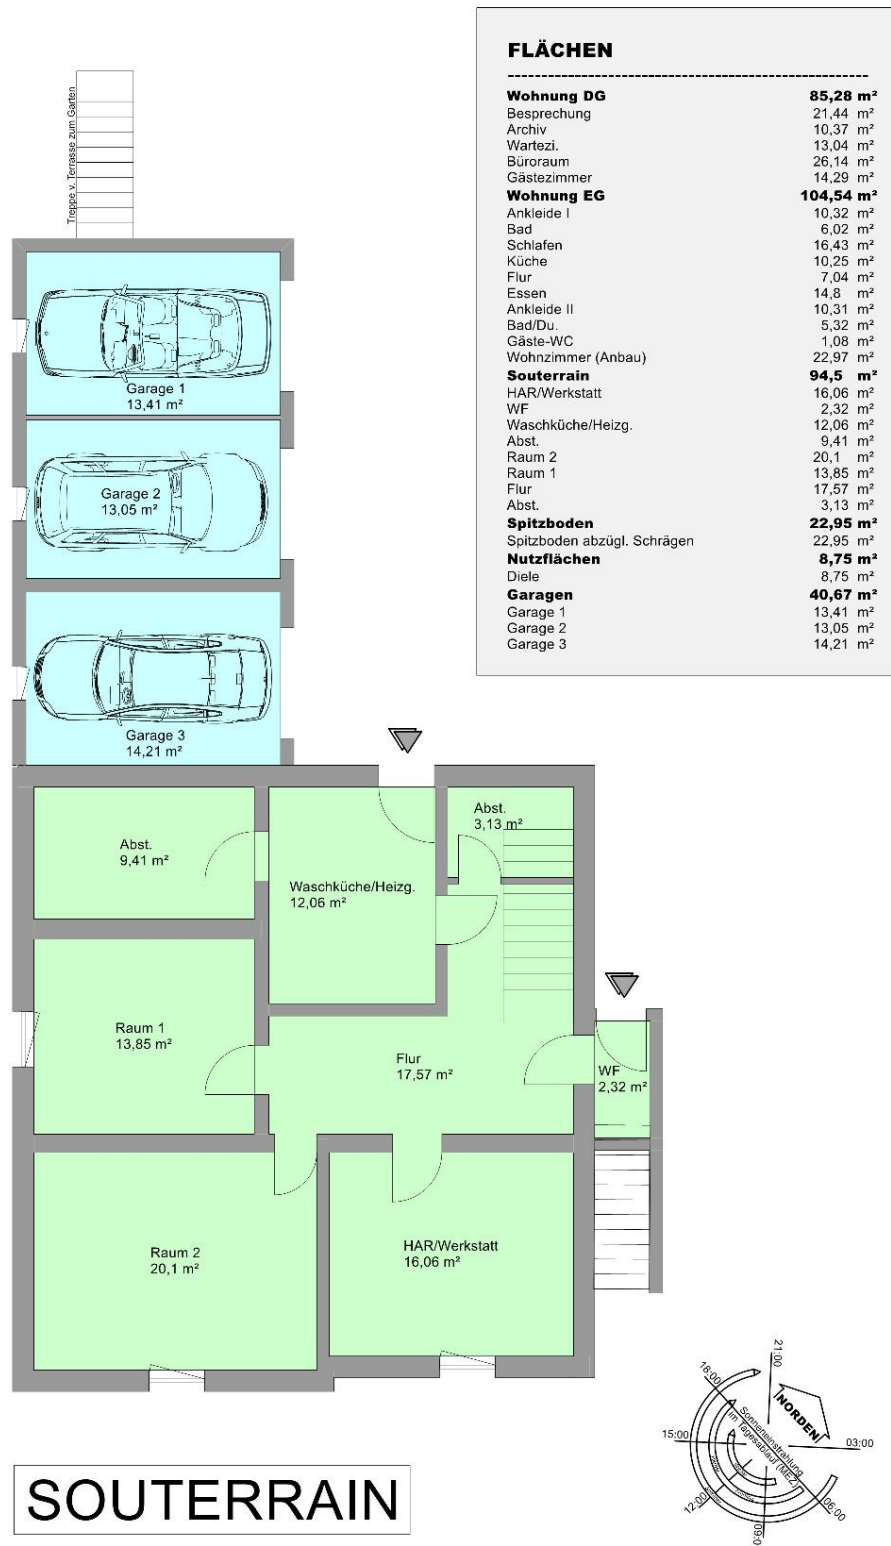 FLÄCHEN
------------------------------------------------------
Wohnung DG 85,28 m²
Besprechung 21,44 m²
Archiv 10,37 m²
Wartezi. 13,04 m²
Büroraum 26,14 m²
Gästezimmer 14,29 m²
Wohnung EG 104,54 m²
Ankleide I 10,32 m²
Bad 6,02 m²
Schlafen 16,43 m²
Küche 10,25 m²
Flur 7,04 m²
Essen 14,8 m²
Ankleide II 10,31 m²
Bad/Du. 5,32 m²
Gäste-WC 1,08 m²
Wohnzimmer (Anbau) 22,97 m²
Souterrain 94,5 m²
HAR/Werkstatt 16,06 m²
WF 2,32 m²
Waschküche/Heizg. 12,06 m²
Abst. 9,41 m²
Raum 2 20,1 m²
Raum 1 13,85 m²
Flur 17,57 m²
Abst. 3,13 m²
Spitzboden 22,95 m²
Spitzboden abzügl. Schrägen 22,95 m²
Nutzflächen 8,75 m²
Diele 8,75 m²
Garagen 40,67 m²
Garage 1 13,41 m²
Garage 2 13,05 m²
Garage 3 14,21 m²
Treppe v. Terrasse zum Garten
Garage 1
13,41 m²
Garage 2
13,05 m²
Garage 3
14,21 m²
Abst.
3,13 m²
Abst.
9,41 m²
Waschküche/Heizg.
12,06 m²
Raum 1
13,85 m²
Flur
17,57 m²
WF
2,32 m²
Raum 2
20,1 m²
HAR/Werkstatt
16,06 m²
21:00
18:00
NORDEN
Sonneneinstrahlung
im Tagesablauf (MEZ)
15:00
03:00
12:00
06:00
09:00
SOUTERRAIN